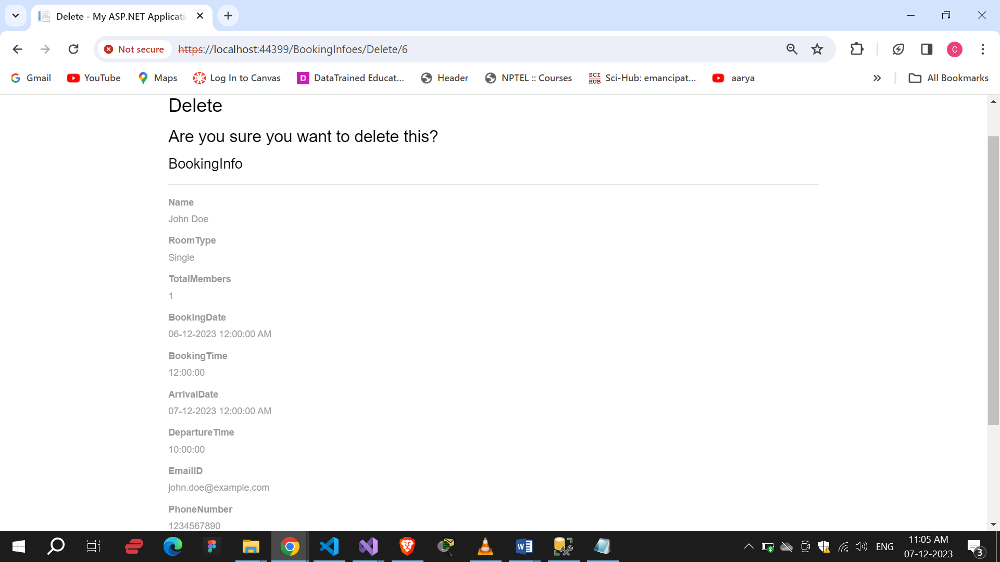 Delete - My ASP.NET Applicati
Not secure https://localhost:44399/BookingInfoes/Delete/6 C
Gmail YouTube Maps Log In to Canvas D DataTrained Educat... Header NPTEL :: Courses SCI HUB Sci-Hub: emancipat... aarya All Bookmarks
Delete
Are you sure you want to delete this?
BookingInfo
Name
John Doe
RoomType
Single
TotalMembers
1
BookingDate
06-12-2023 12:00:00 AM
BookingTime
12:00:00
ArrivalDate
07-12-2023 12:00:00 AM
DepartureTime
10:00:00
EmailID
john.doe@example.com
PhoneNumber
1234567890
ENG
11:05 AM
07-12-2023
3